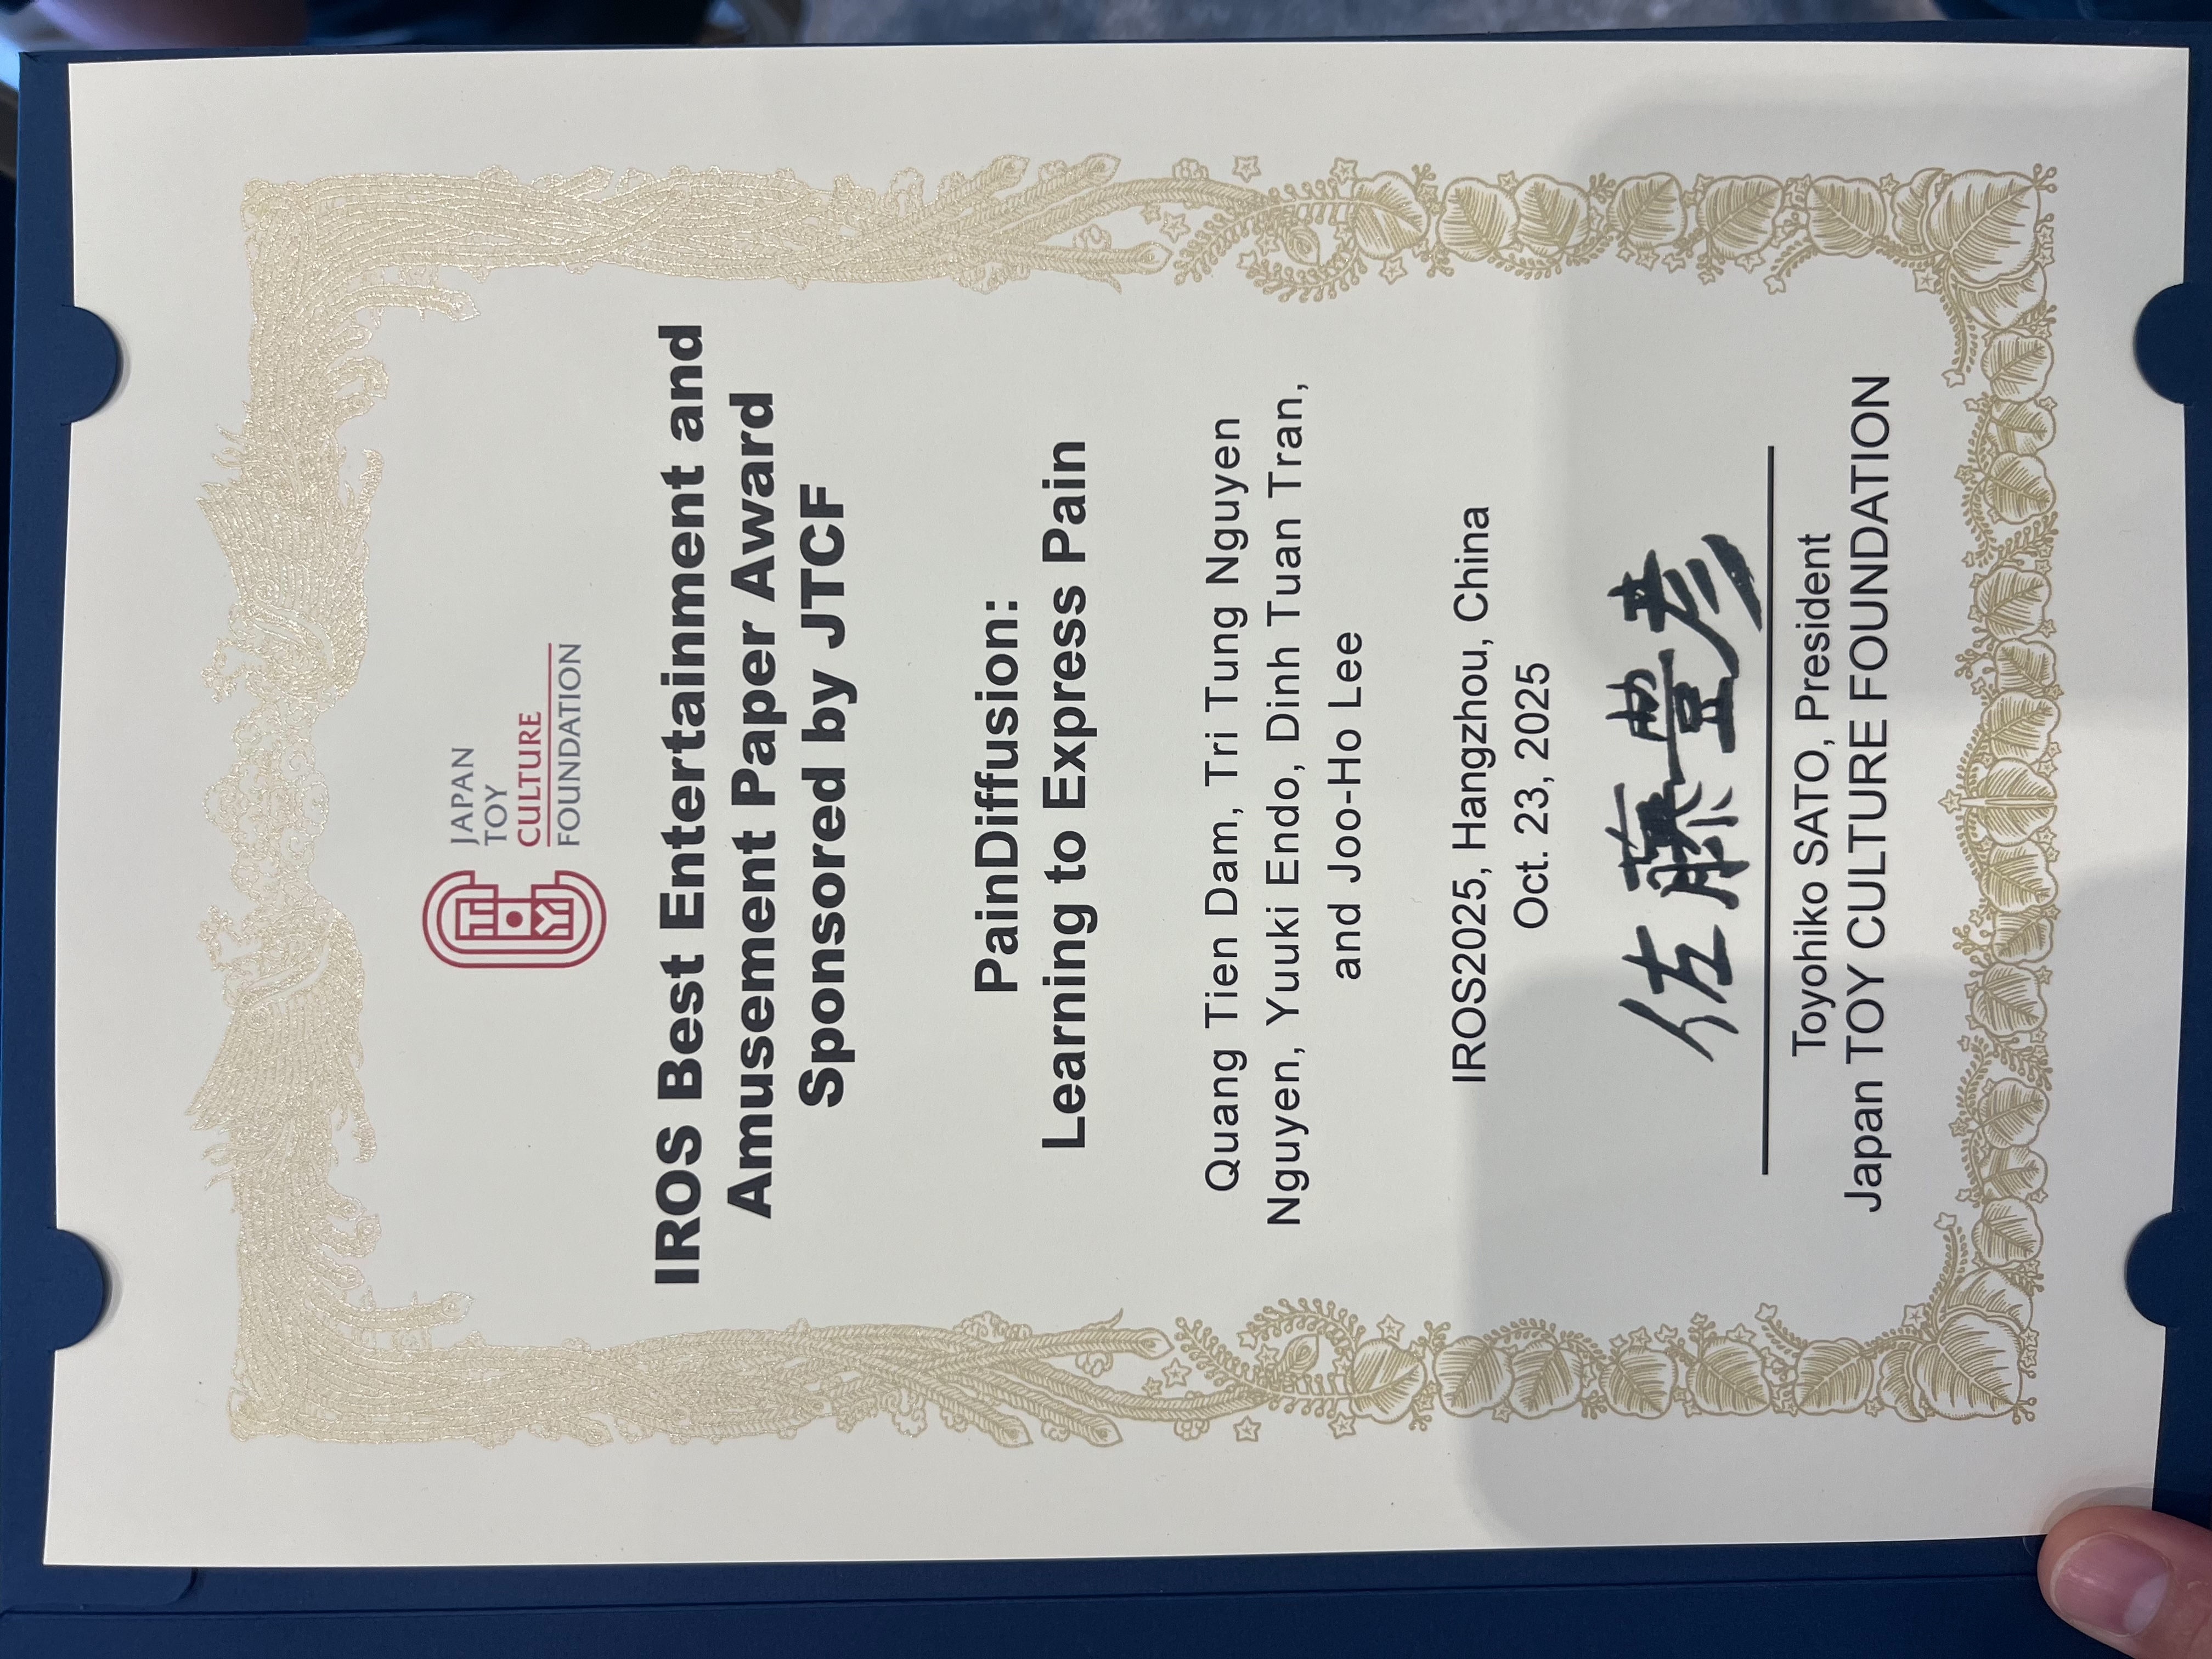 JAPAN
TOY
CULTURE
FOUNDATION
IROS Best Entertainment and
Amusement Paper Award
Sponsored by JTCF
PainDiffusion:
Learning to Express Pain
Quang Tien Dam, Tri Tung Nguyen
Nguyen, Yuuki Endo, Dinh Tuan Tran,
and Joo-Ho Lee
IROS2025, Hangzhou, China
Oct. 23, 2025
佐藤豊彦
Toyohiko SATO, President
Japan TOY CULTURE FOUNDATION